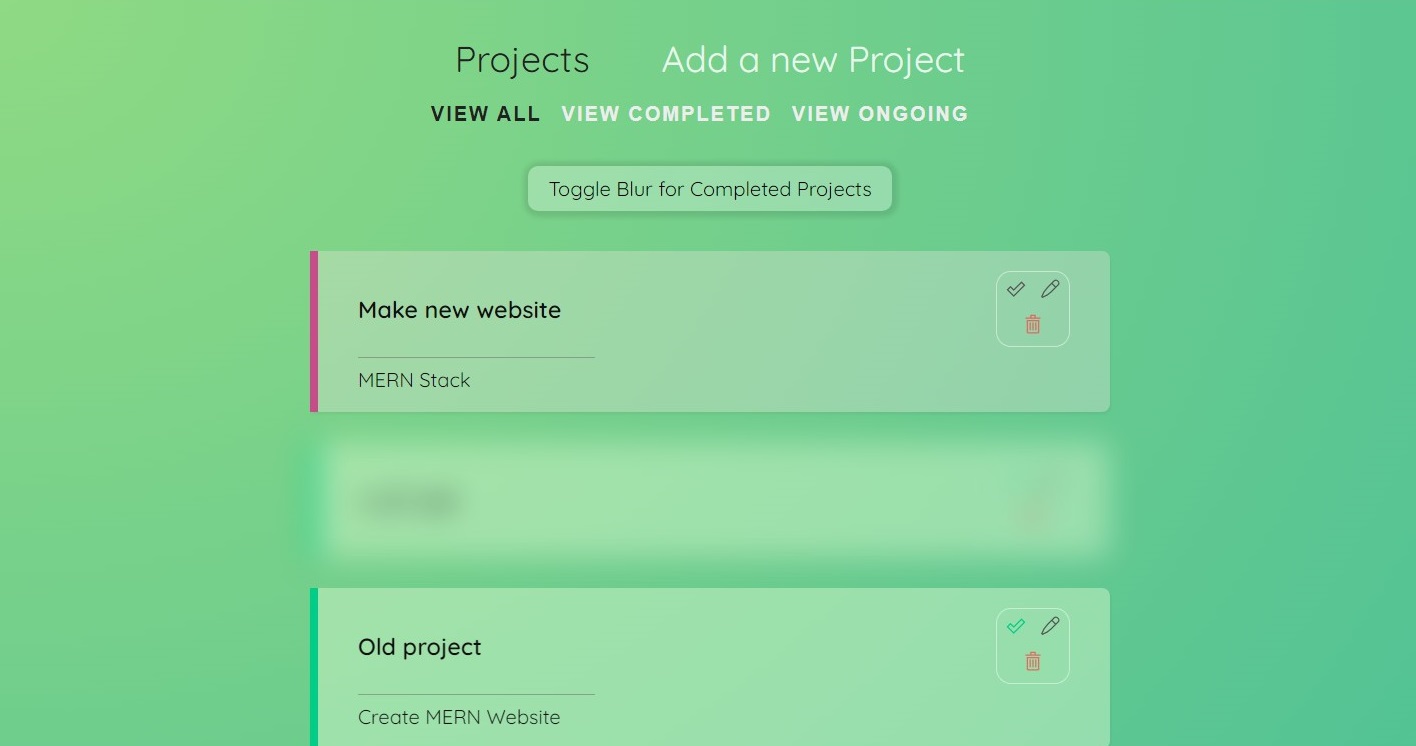 Projects Add a new Project
VIEW ALL VIEW COMPLETED VIEW ONGOING
Toggle Blur for Completed Projects
Make new website
MERN Stack
Old project
Create MERN Website